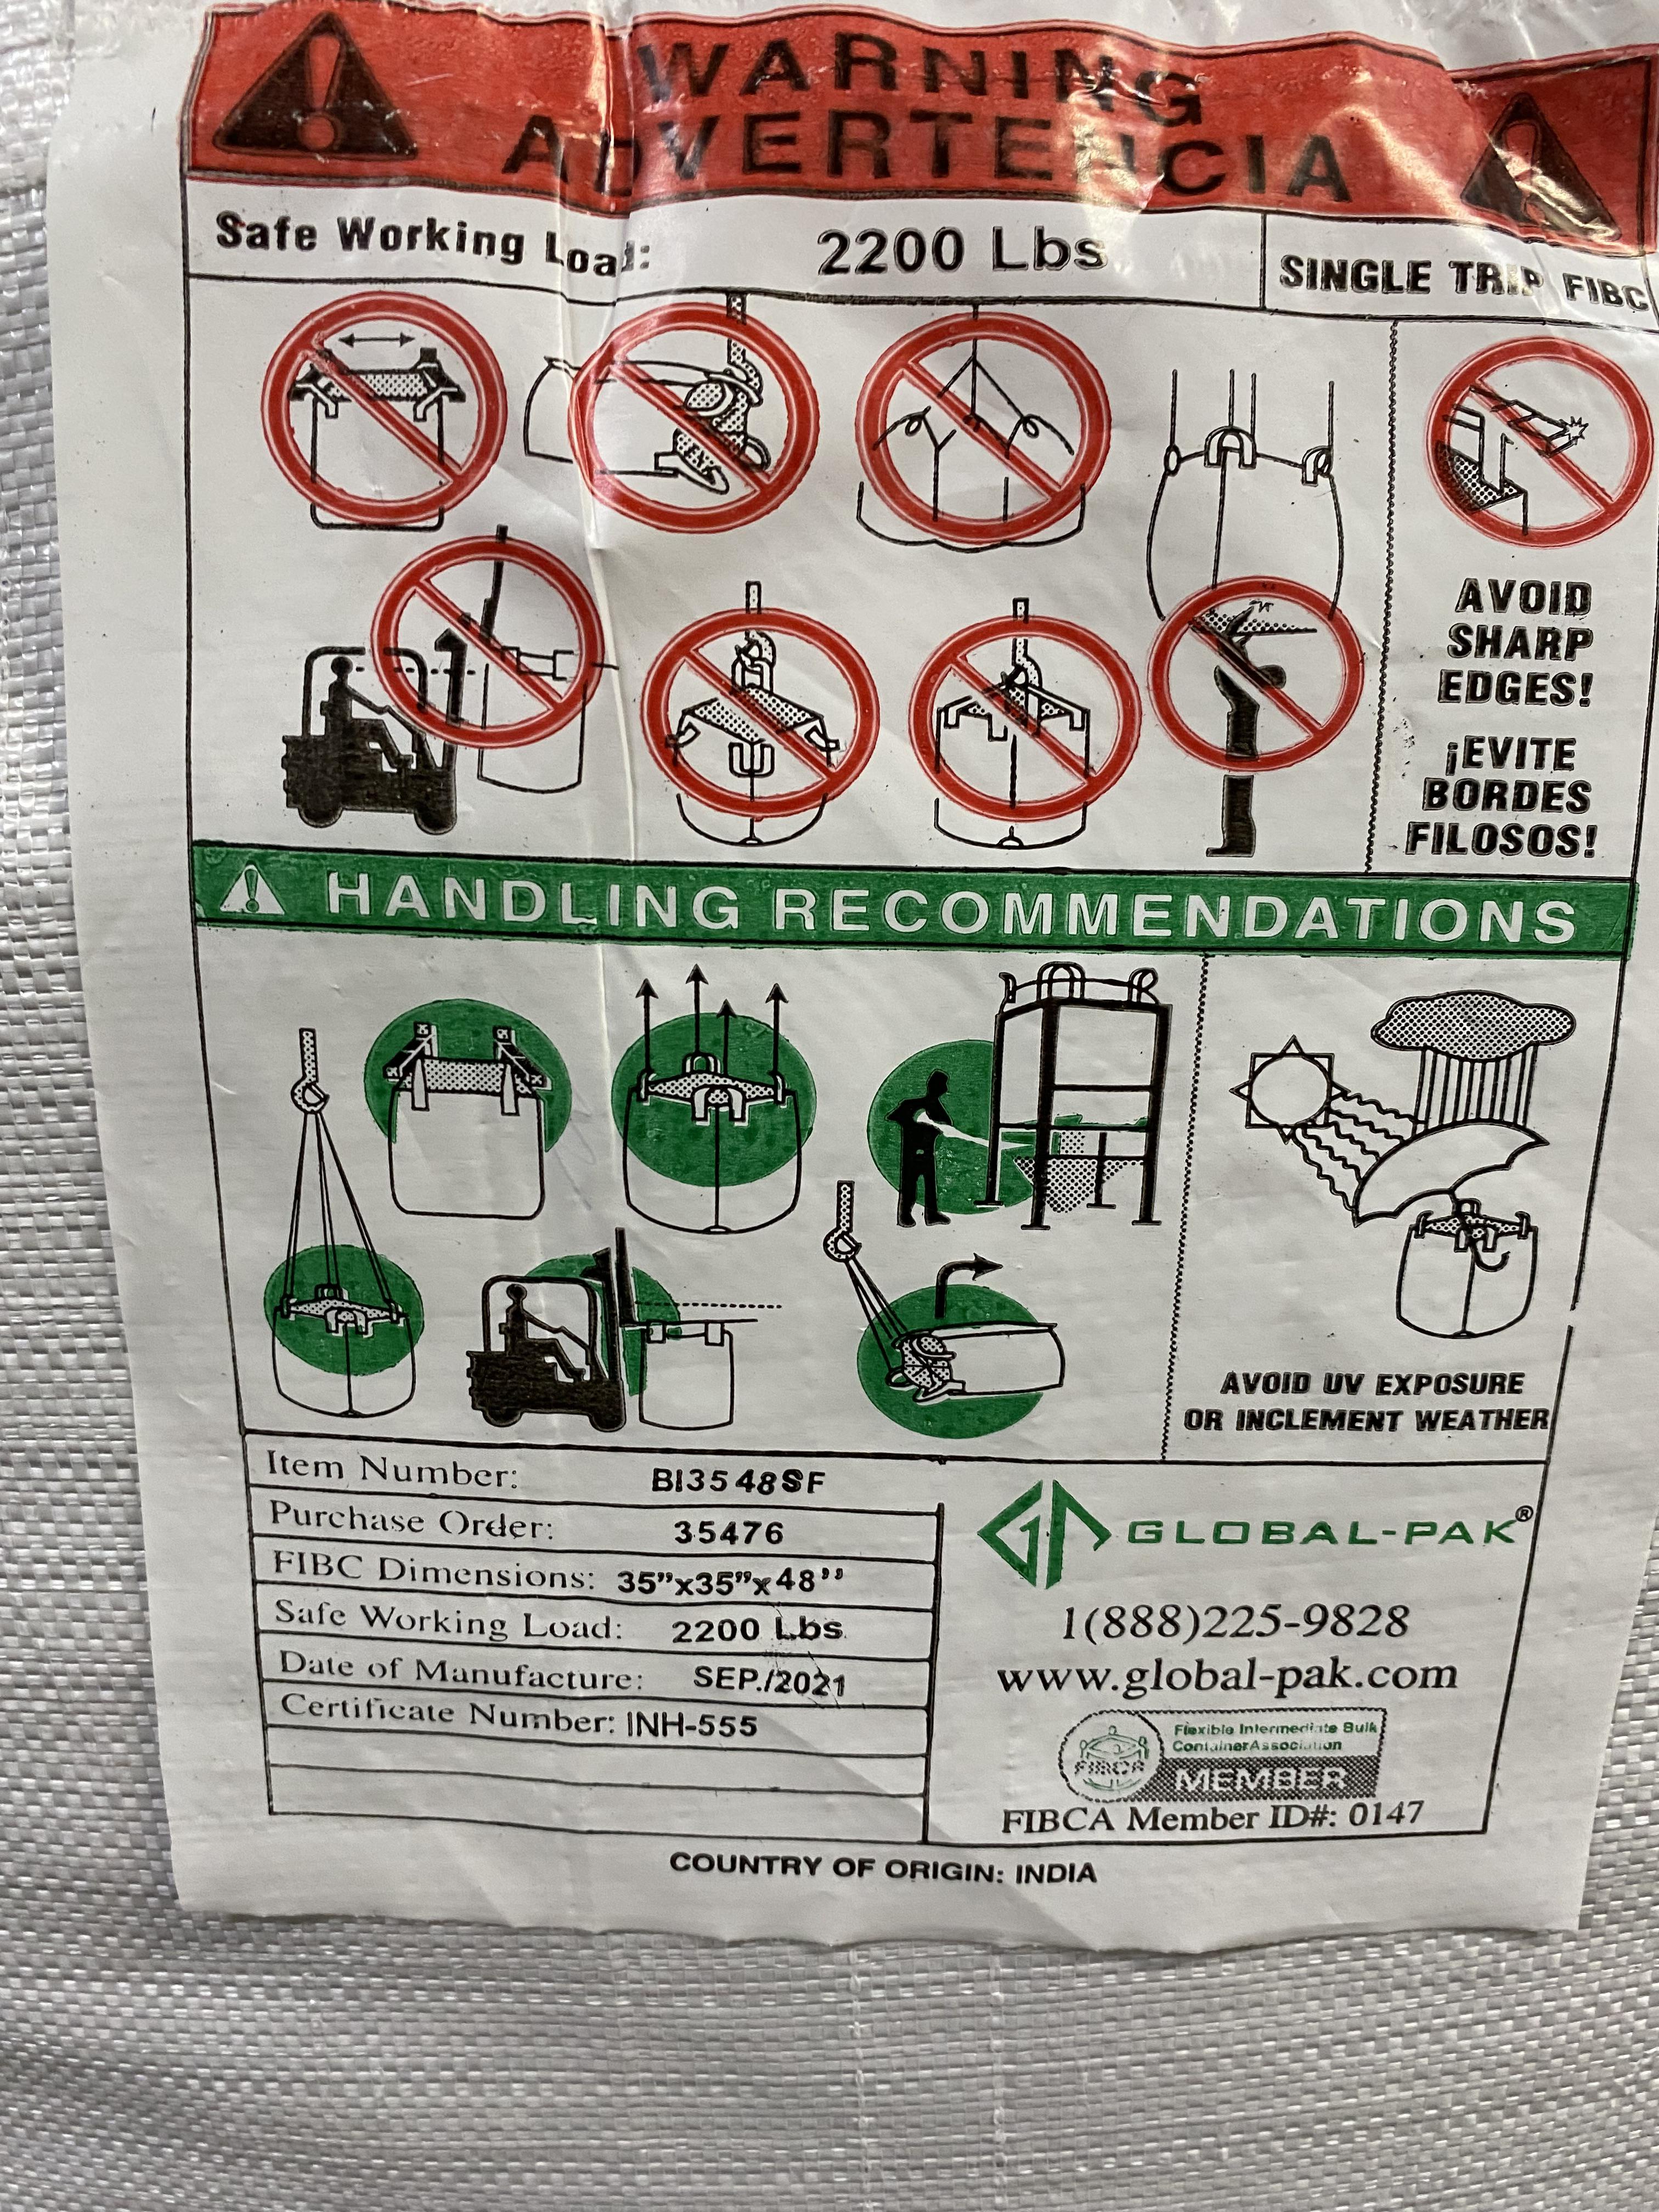 WARNING
ADVERTENCIA
Safe Working Load: 2200 Lbs. SINGLE TRIP FIBC
AVOID
SHARP
EDGES!
¡EVITE
BORDES
FILOSOS!
HANDLING RECOMMENDATIONS
AVOID UV EXPOSURE
OR INCLEMENT WEATHER
Item Number: BI3548SF
Purchase Order: 35476
FIBC Dimensions: 35"x35"x48"
Safe Working Load: 2200 Lbs.
Date of Manufacture: SEP./2021
Certificate Number: INH-555
GLOBAL-PAK®
1(888)225-9828
www.global-pak.com
Flexible Intermediate Bulk
Container Association
FIBCA
MEMBER
FIBCA Member ID#: 0147
COUNTRY OF ORIGIN: INDIA